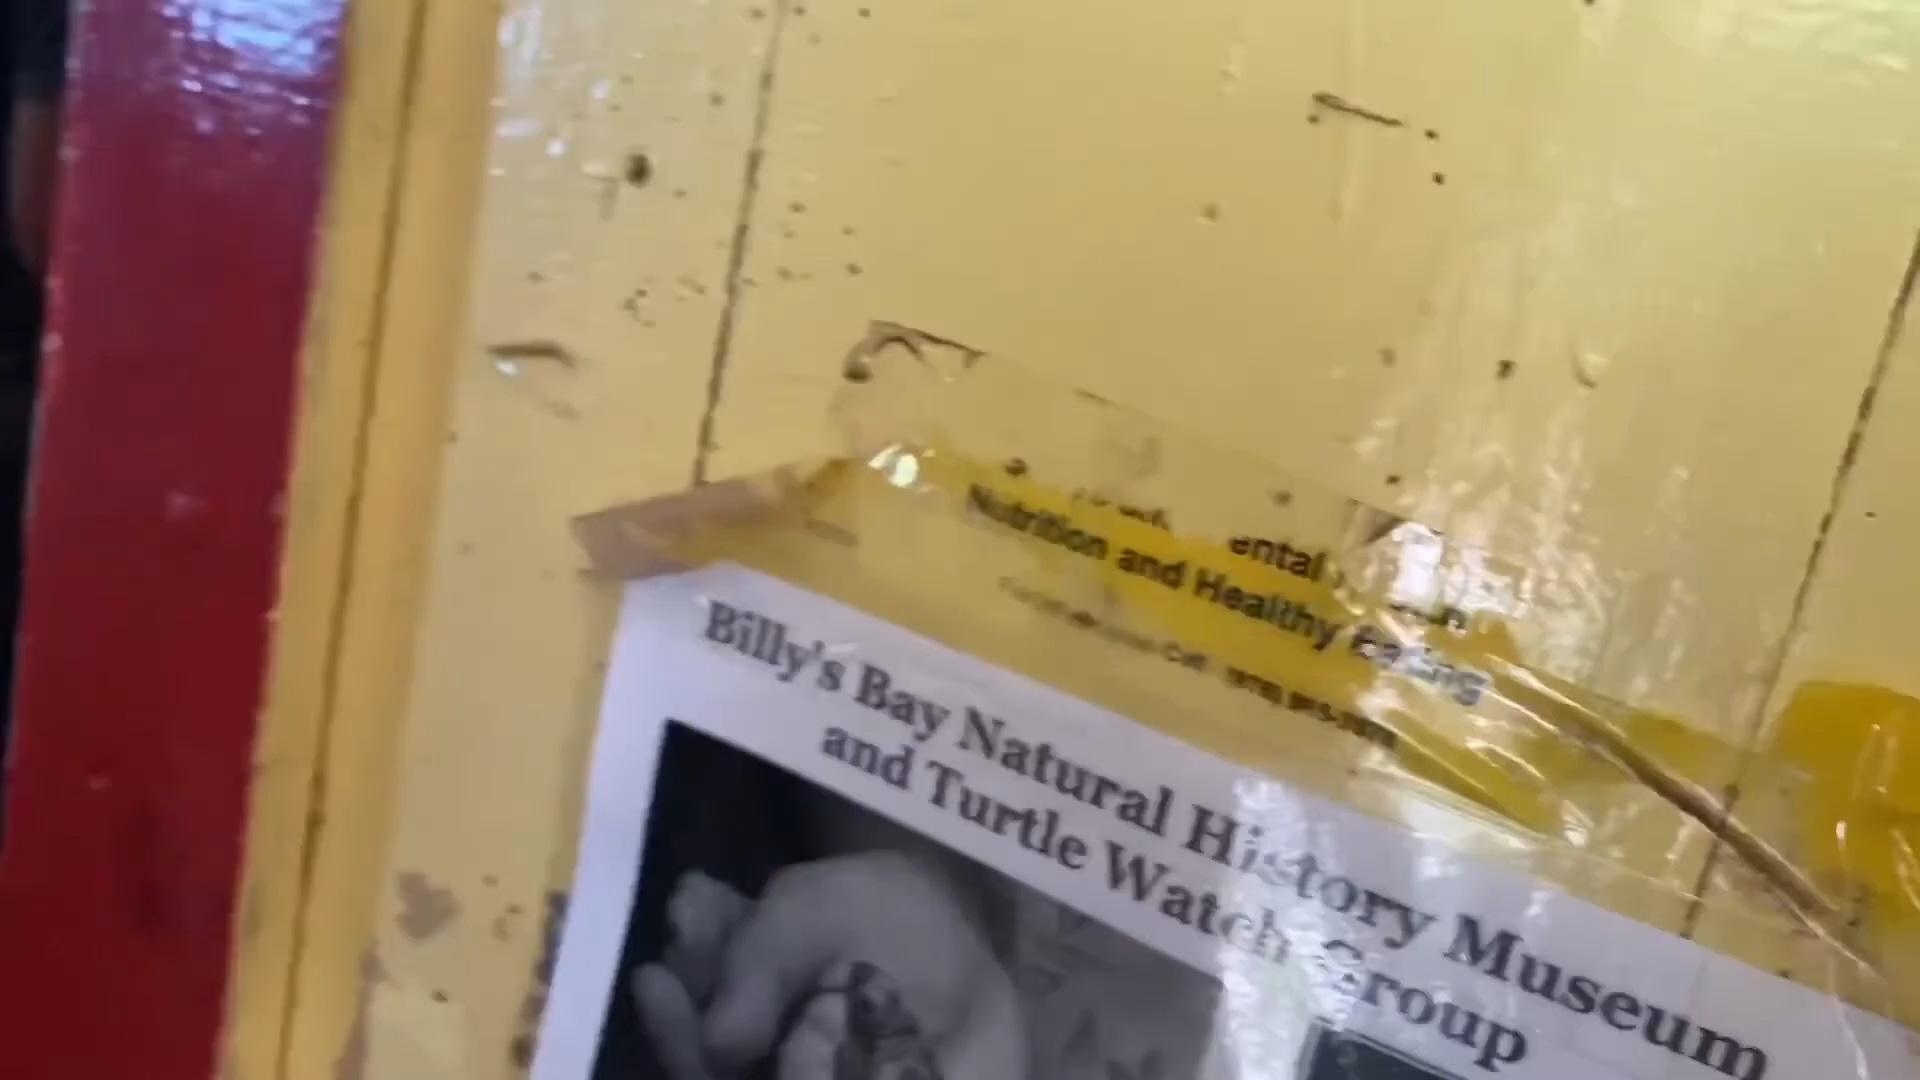 ental
Nutrition and Healthy Eating
Billy's Bay Natural History Museum
and Turtle Watch Group